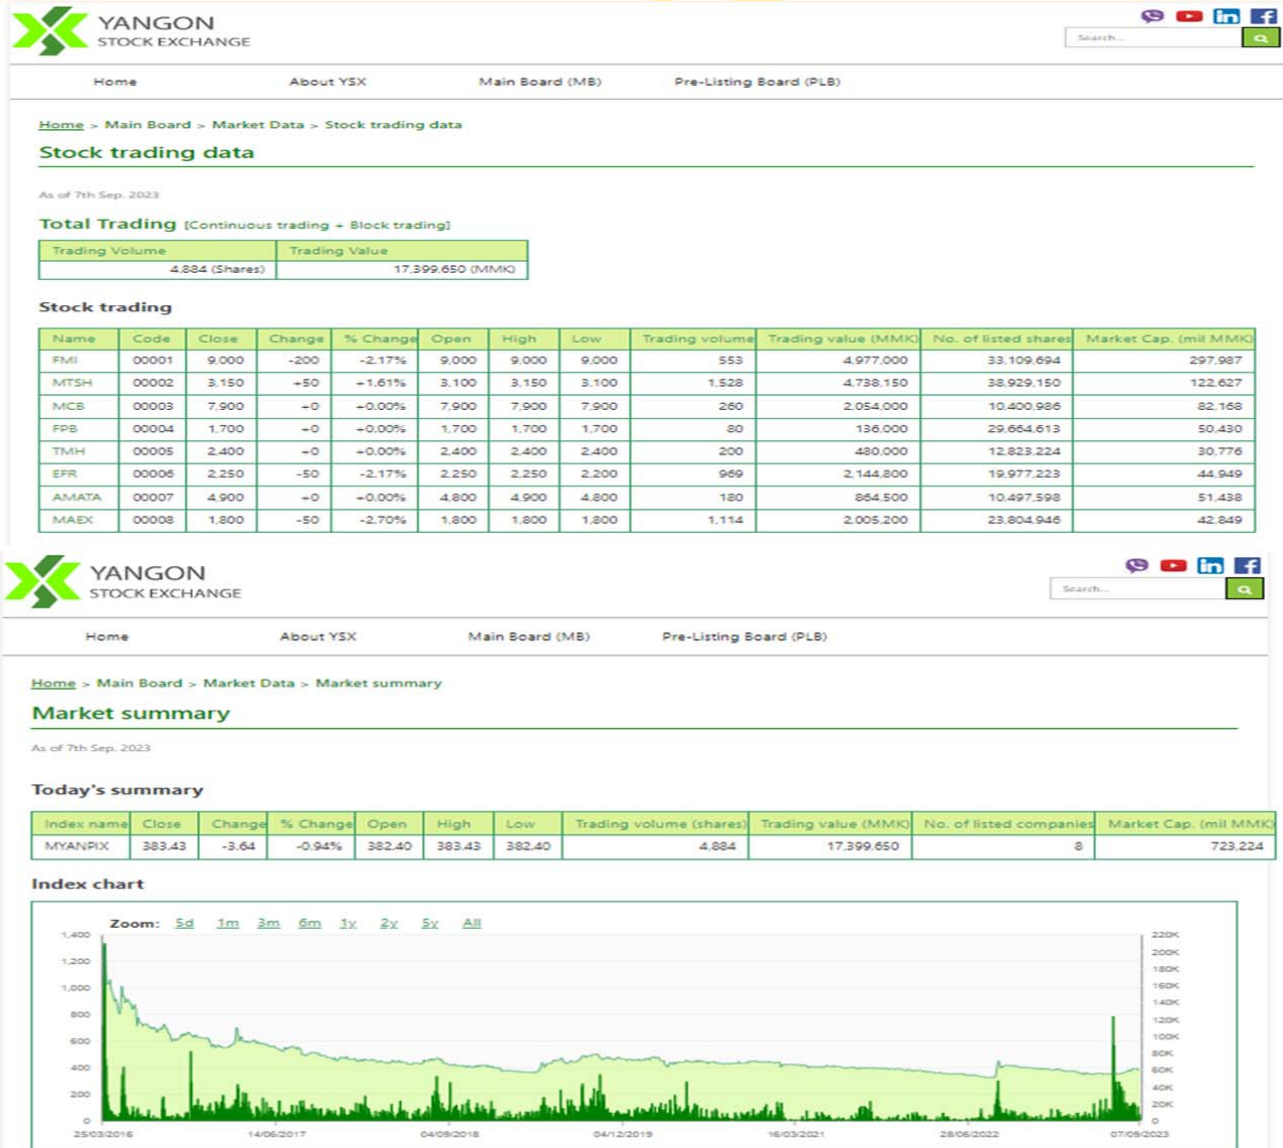 YANGON
STOCK EXCHANGE
Search...
Home About YSX Main Board (MB) Pre-Listing Board (PLB)
Home > Main Board > Market Data > Stock trading data
Stock trading data
As of 7th Sep. 2023
Total Trading [Continuous trading + Block trading]
Trading Volume Trading Value
4,884 (Shares) 17,399,650 (MMK)
Stock trading
Name Code Close Change % Change Open High Low Trading volume Trading value (MMK) No. of listed shares Market Cap. (mil MMK)
FMI 00001 9,000 -200 -2.17% 9,000 9,000 9,000 553 4,977,000 33,109,694 297,987
MTSH 00002 3,150 +50 +1.61% 3,100 3,150 3,100 1,528 4,738,150 38,929,150 122,627
MCB 00003 7,900 +0 +0.00% 7,900 7,900 7,900 260 2,054,000 10,400,986 82,168
FPB 00004 1,700 +0 +0.00% 1,700 1,700 1,700 80 136,000 29,664,613 50,430
TMH 00005 2,400 +0 +0.00% 2,400 2,400 2,400 200 480,000 12,823,224 30,776
EFR 00006 2,250 -50 -2.17% 2,250 2,250 2,200 969 2,144,800 19,977,223 44,949
AMATA 00007 4,900 +0 +0.00% 4,800 4,900 4,800 180 864,500 10,497,598 51,438
MAEX 00008 1,800 -50 -2.70% 1,800 1,800 1,800 1,114 2,005,200 23,804,946 42,849
YANGON
STOCK EXCHANGE
Search...
Home About YSX Main Board (MB) Pre-Listing Board (PLB)
Home > Main Board > Market Data > Market summary
Market summary
As of 7th Sep. 2023
Today's summary
Index name Close Change % Change Open High Low Trading volume (shares) Trading value (MMK) No. of listed companies Market Cap. (mil MMK)
MYANPIX 383.43 -3.64 -0.94% 382.40 383.43 382.40 4,884 17,399,650 8 723,224
Index chart
Zoom: 5d 1m 3m 6m 1y 2y 5y All
1,400 220K
200K
1,200
180K
1,000 160K
140K
800
120K
600 100K
80K
400 60K
40K
200
20K
0 0
25/03/2016 14/06/2017 04/09/2018 04/12/2019 16/03/2021 28/06/2022 07/09/2023